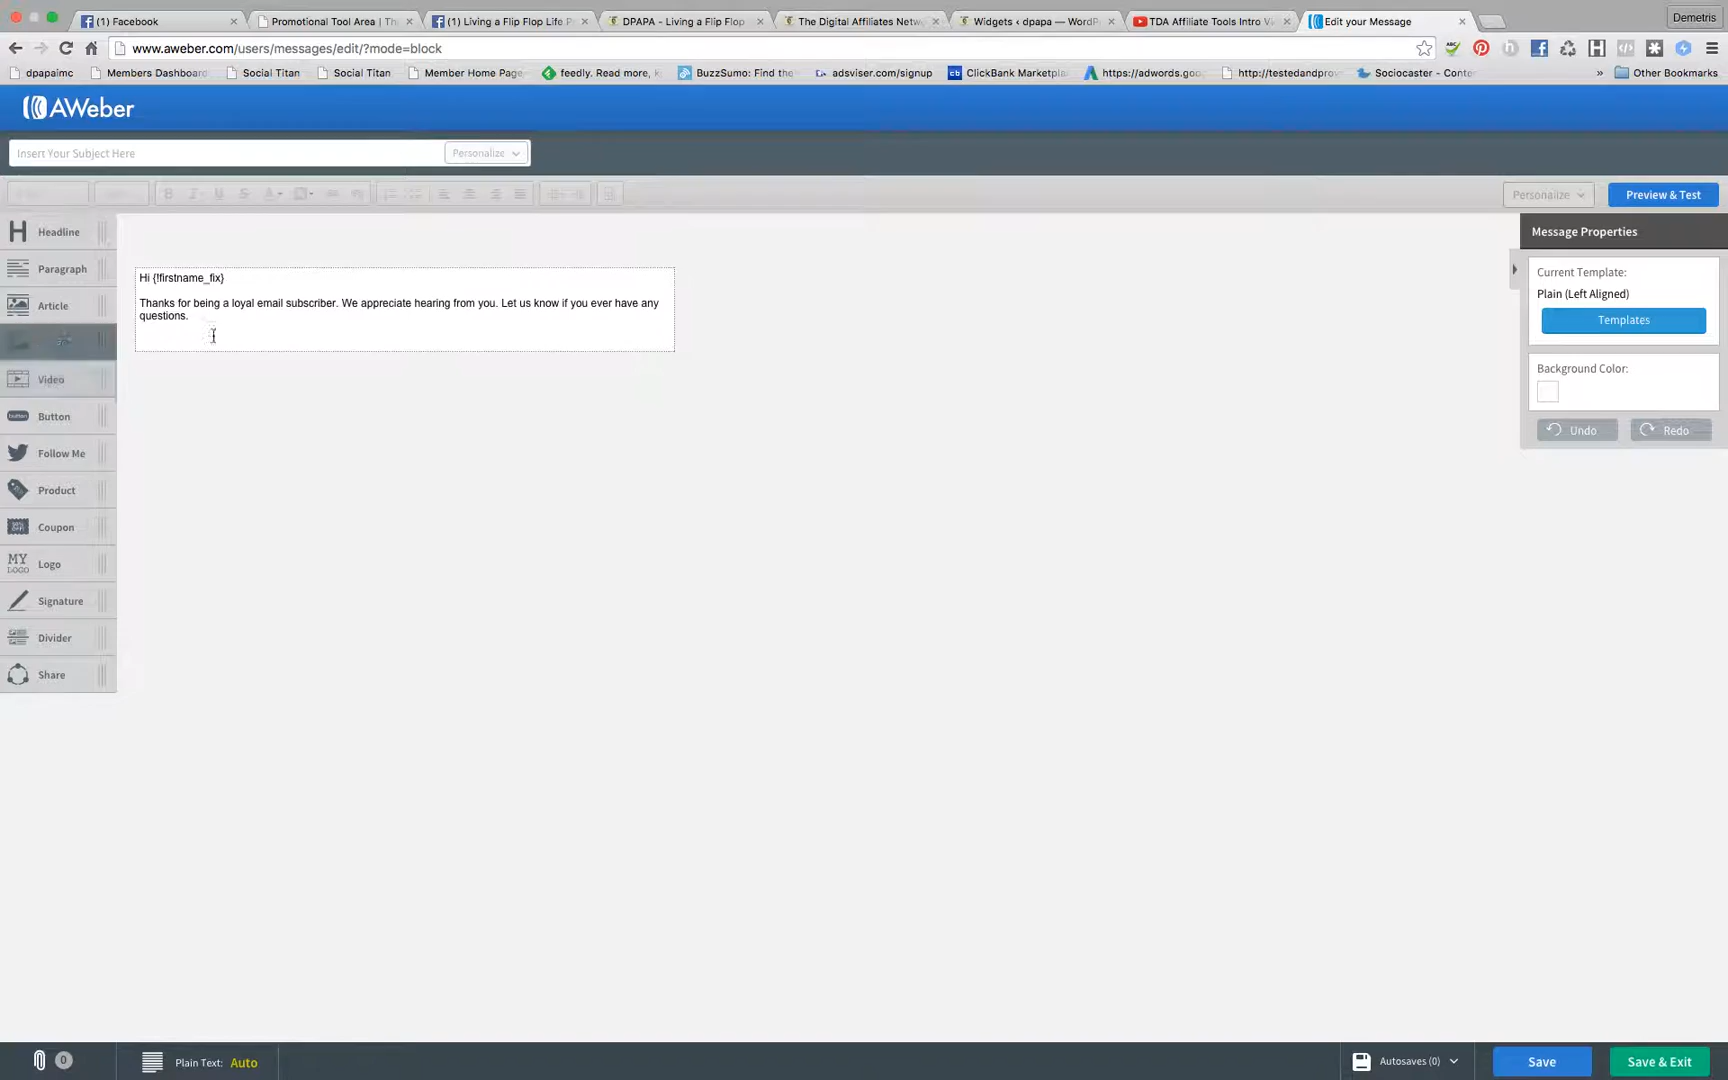 (1) Facebook
Promotional Tool Area | Th
(1) Living a Flip Flop Life P
DPAPA - Living a Flip Flop
The Digital Affiliates Netw
Widgets ‹ dpapa — WordP
TDA Affiliate Tools Intro V
Edit your Message
Demetris
www.aweber.com/users/messages/edit/?mode=block
dpapaimc
Members Dashboar
Social Titan
Social Titan
Member Home Page
feedly. Read more,
BuzzSumo: Find the
adsviser.com/signup
ClickBank Marketpla
https://adwords.goo
http://testedandprov
Sociocaster - Conte
» Other Bookmarks
AWeber
Insert Your Subject Here
Personalize
Personalize
Preview & Test
Headline
Paragraph
Article
Video
Button
Follow Me
Product
Coupon
MY LOGO Logo
Signature
Divider
Share
Hi {!firstname_fix}
Thanks for being a loyal email subscriber. We appreciate hearing from you. Let us know if you ever have any
questions.
Message Properties
Current Template:
Plain (Left Aligned)
Templates
Background Color:
Undo
Redo
0
Plain Text: Auto
Autosaves (0)
Save
Save & Exit